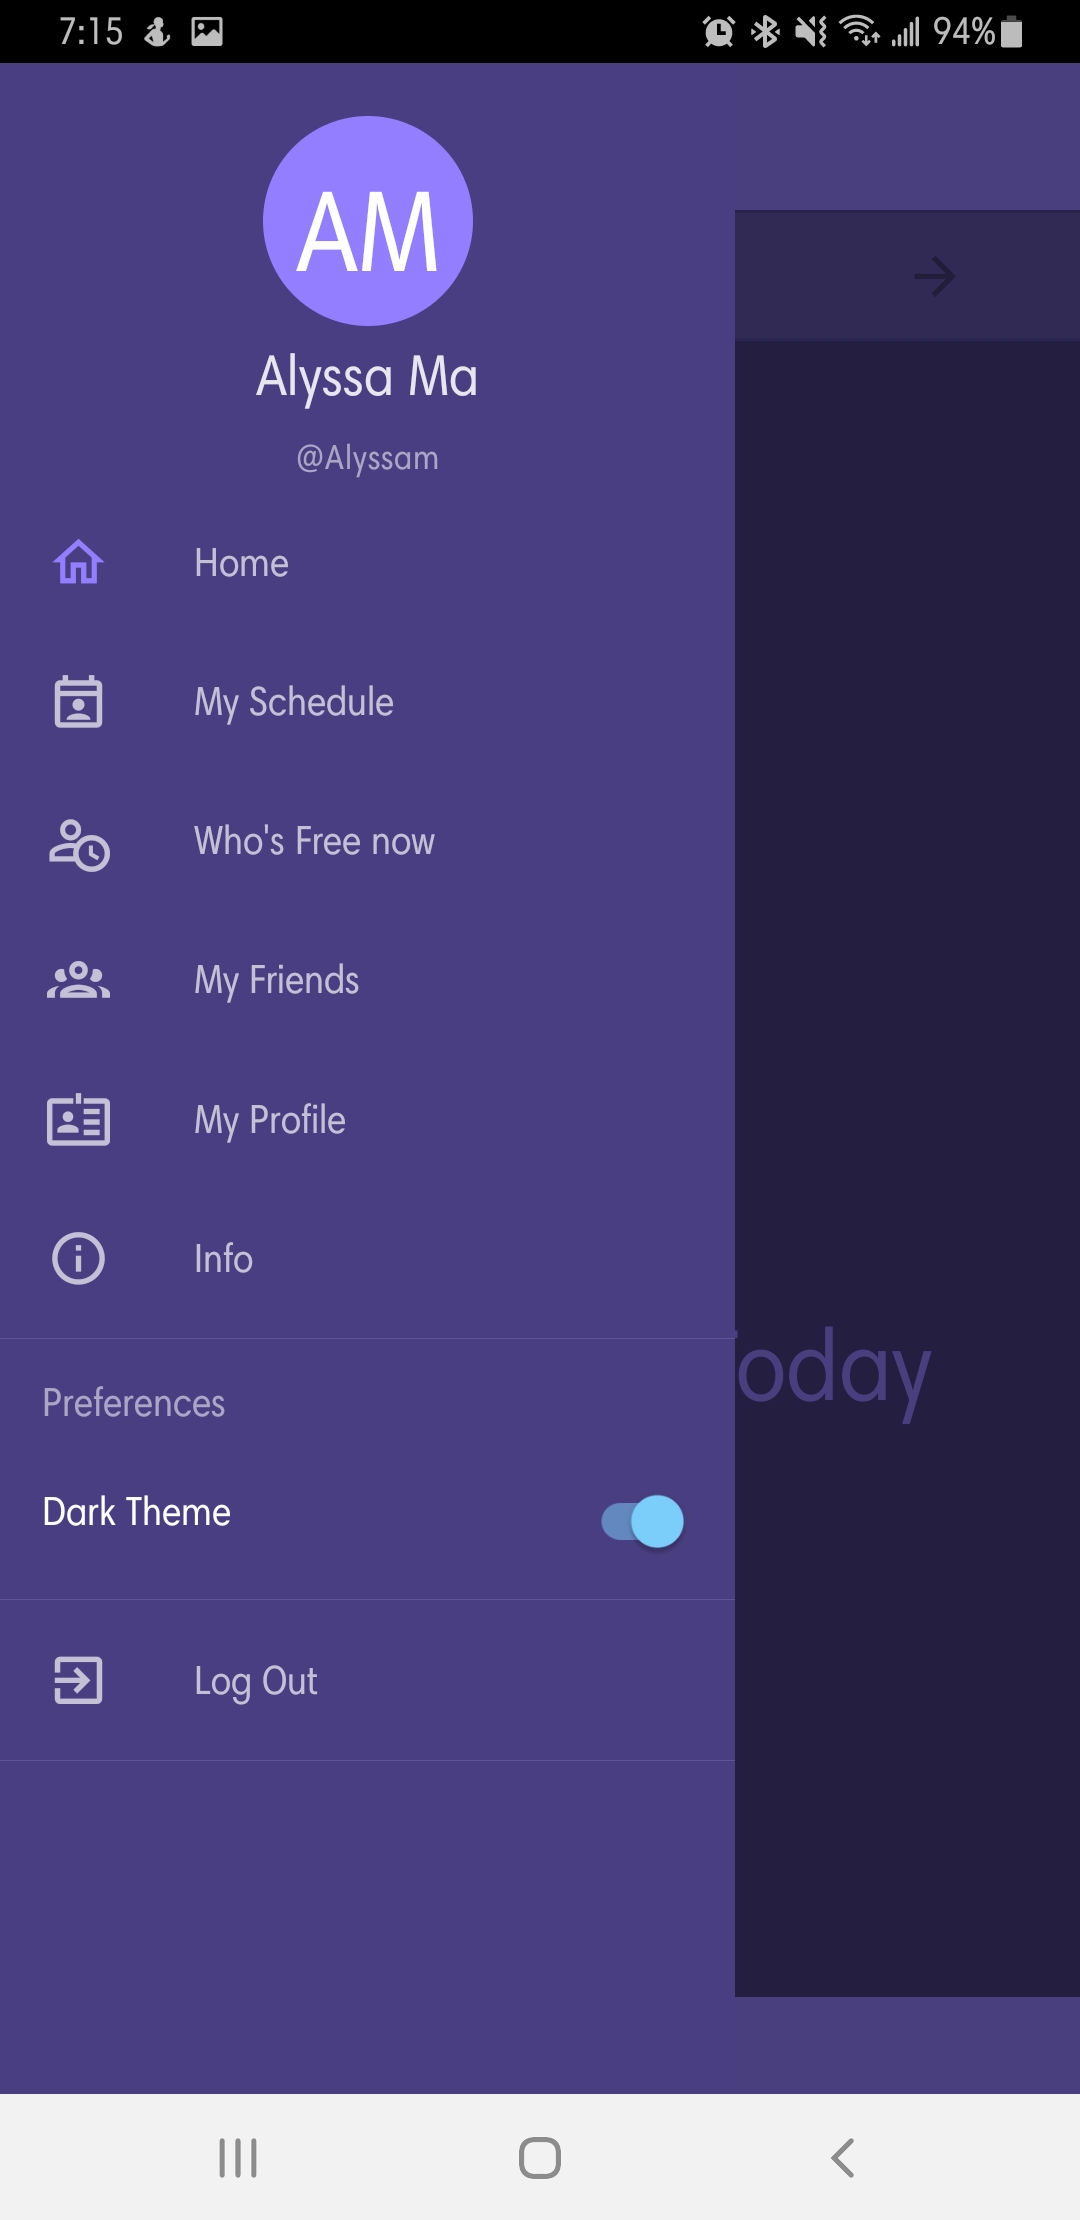 7:15 94%
AM
Alyssa Ma
@Alyssam
Home
My Schedule
Who's Free now
My Friends
My Profile
Info
oday
Preferences
Dark Theme
Log Out